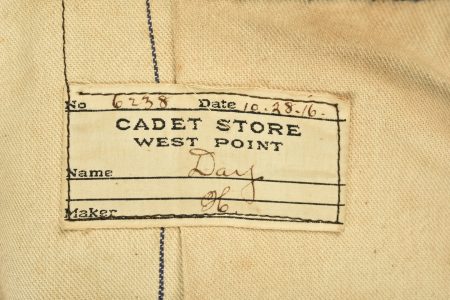 No 6238 Date 10.28.16.
CADET STORE
WEST POINT
Name Day
Maker H.